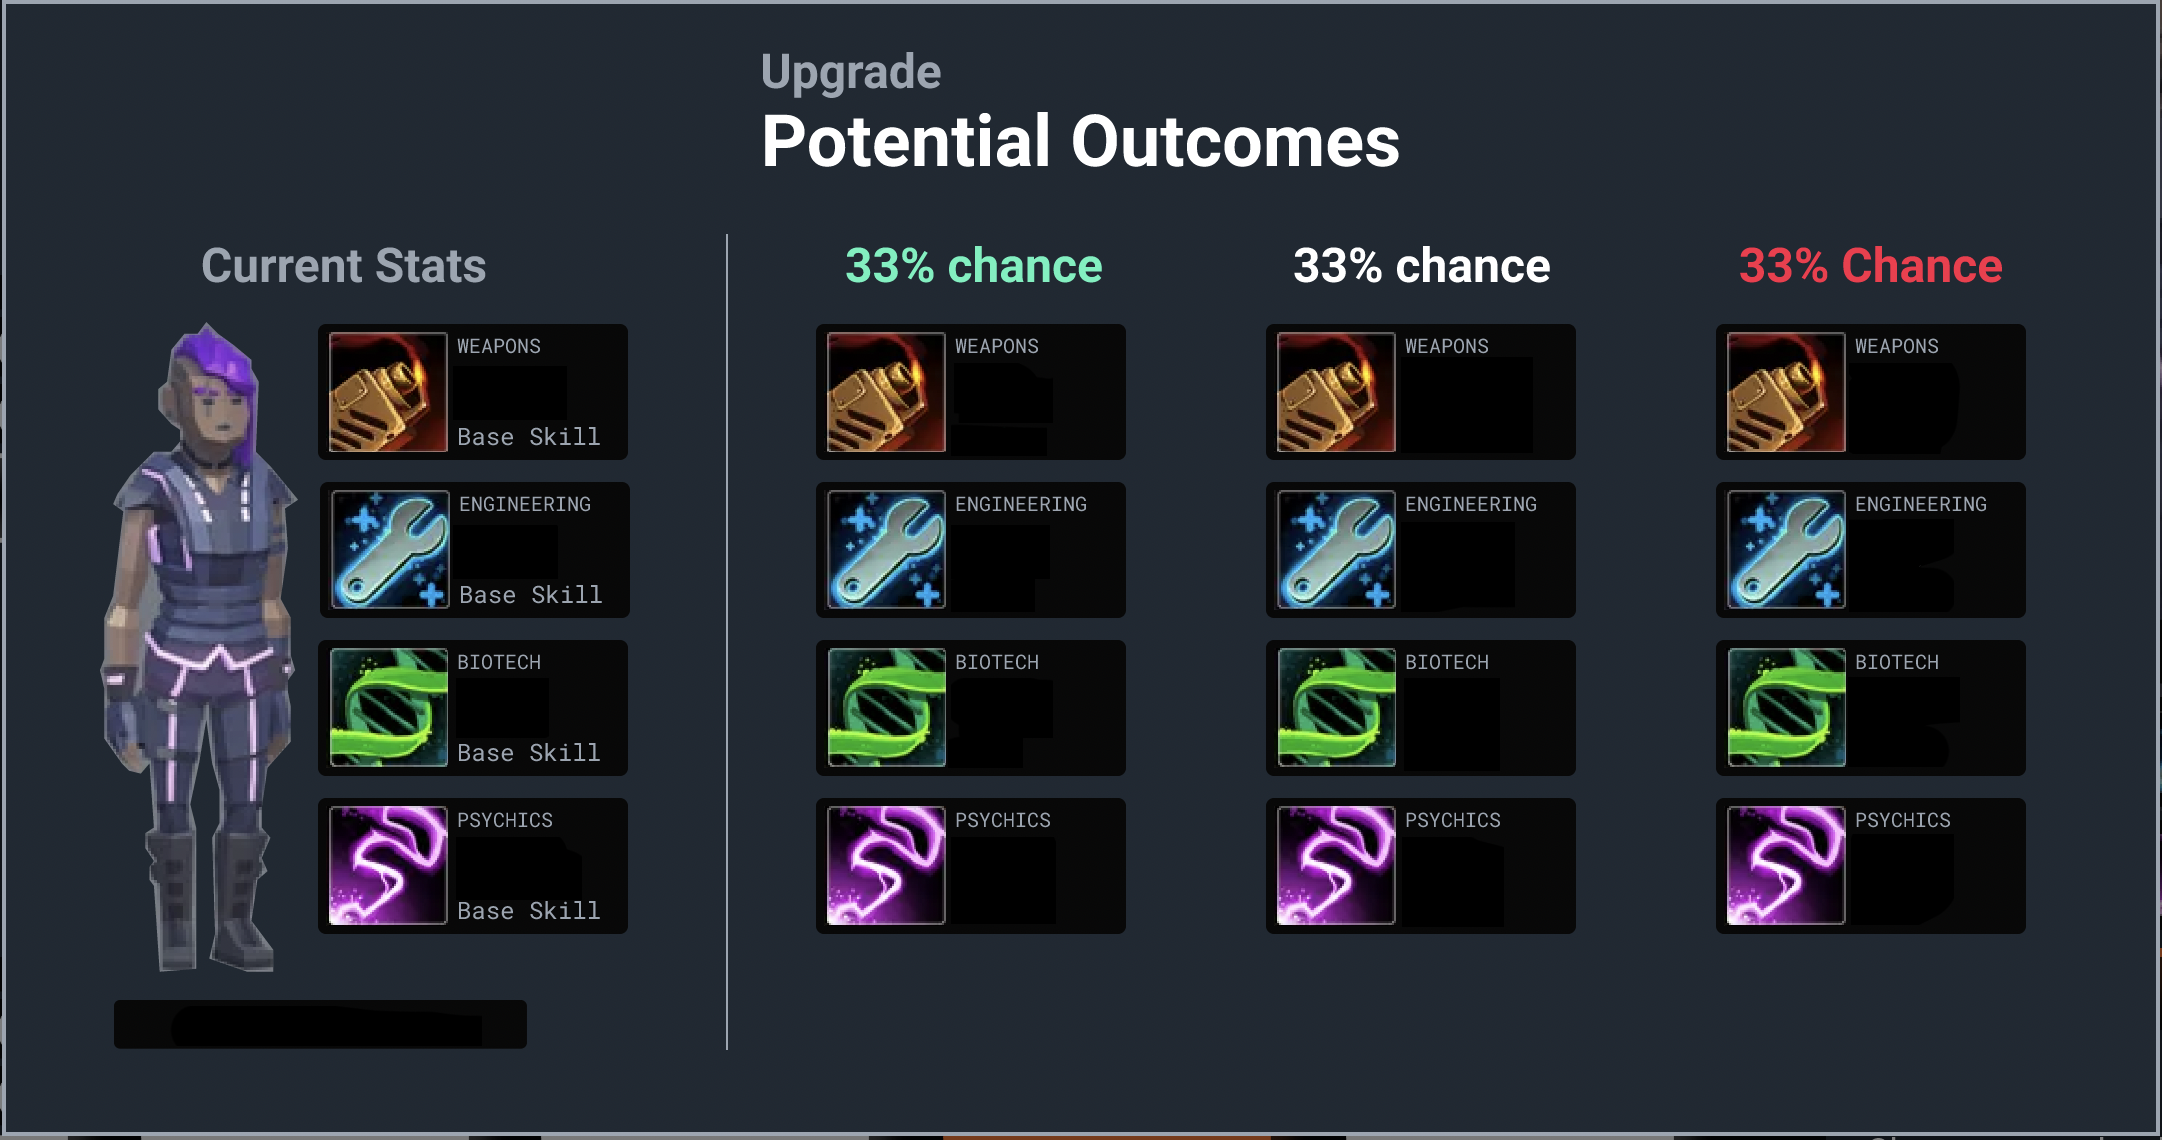 Upgrade
Potential Outcomes
Current Stats
WEAPONS
Base Skill
ENGINEERING
Base Skill
BIOTECH
Base Skill
PSYCHICS
Base Skill
33% chance
WEAPONS
ENGINEERING
BIOTECH
PSYCHICS
33% chance
WEAPONS
ENGINEERING
BIOTECH
PSYCHICS
33% Chance
WEAPONS
ENGINEERING
BIOTECH
PSYCHICS